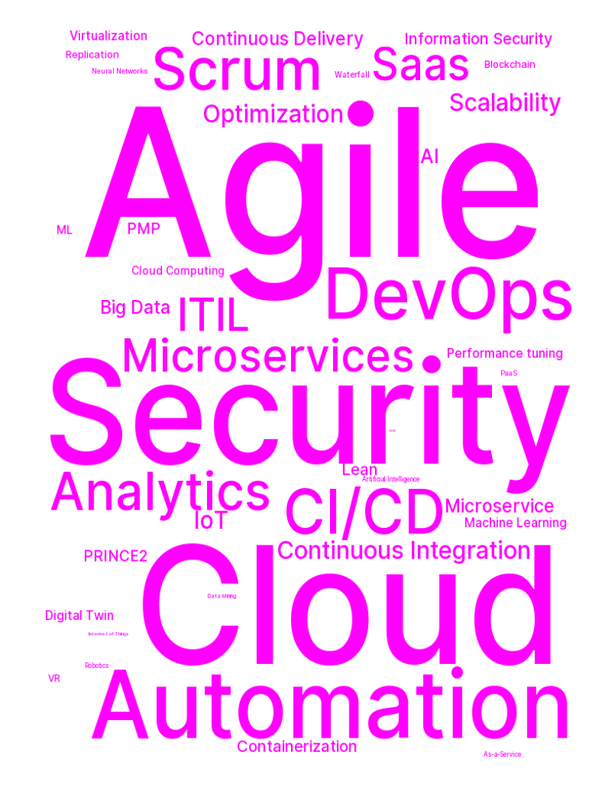 Virtualization
Continuous Delivery
Information Security
Replication
Scrum
Saas
Neural Networks
Waterfall
Blockchain
Optimization
Scalability
Agile
AI
ML
PMP
Cloud Computing
DevOps
Big Data
ITIL
Microservices
Performance tuning
Security
PaaS
Lean
Analytics
Artificial Intelligence
CI/CD
IoT
Microservice
Machine Learning
PRINCE2
Continuous Integration
Cloud
Data Mining
Digital Twin
Internet of Things
Robotics
VR
Automation
Containerization
As-a-Service